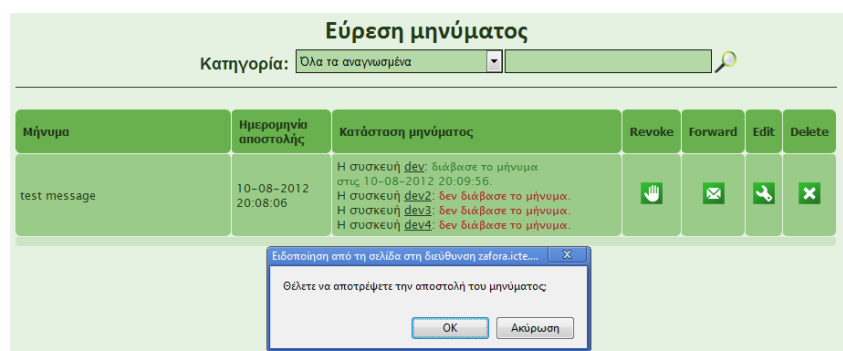 Εύρεση μηνύματος
Κατηγορία: Όλα τα αναγνωσμένα
Μήνυμα Ημερομηνία αποστολής Κατάσταση μηνύματος Revoke Forward Edit Delete
Η συσκευή dev: διάβασε το μήνυμα
στις 10-08-2012 20:09:56.
test message 10-08-2012 20:08:06
Η συσκευή dev2: δεν διάβασε το μήνυμα.
Η συσκευή dev3: δεν διάβασε το μήνυμα.
Η συσκευή dev4: δεν διάβασε το μήνυμα.
Ειδοποίηση από τη σελίδα στη διεύθυνση zafora.icte....
Θέλετε να αποτρέψετε την αποστολή του μηνύματος;
OK Ακύρωση